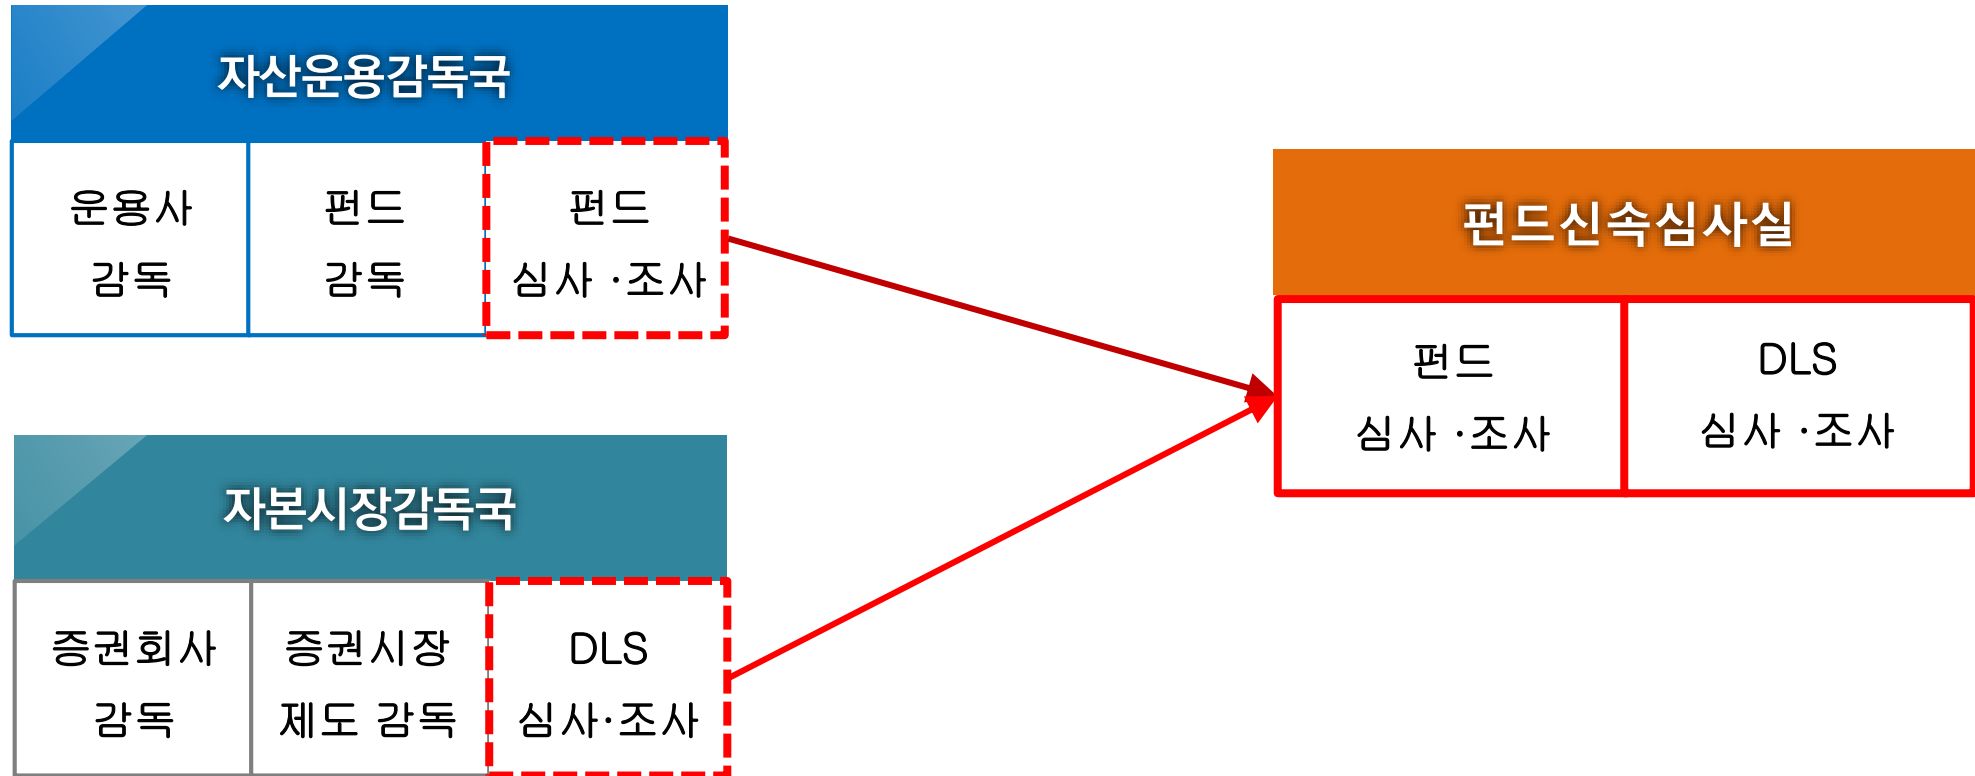 자산운용감독국
운용사
감독
펀드
감독
펀드
심사 ·조사
자본시장감독국
증권회사
감독
증권시장
제도 감독
DLS
심사·조사
펀드신속심사실
펀드
심사 ·조사
DLS
심사 ·조사